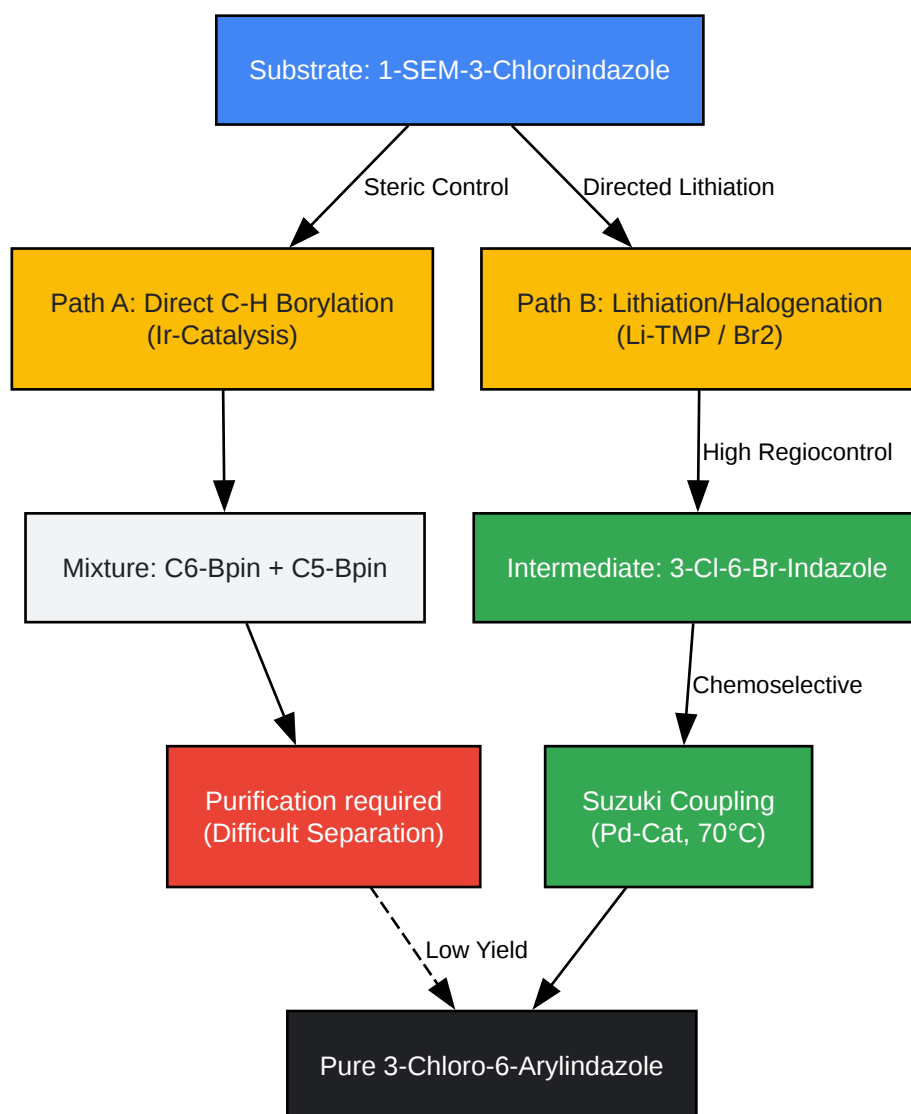 Substrate: 1-SEM-3-Chloroindazole
Steric Control
Directed Lithiation
Path A: Direct C-H Borylation
(Ir-Catalysis)
Path B: Lithiation/Halogenation
(Li-TMP / Br2)
High Regiocontrol
Mixture: C6-Bpin + C5-Bpin
Intermediate: 3-Cl-6-Br-Indazole
Chemoselective
Purification required
(Difficult Separation)
Suzuki Coupling
(Pd-Cat, 70°C)
Low Yield
Pure 3-Chloro-6-Arylindazole